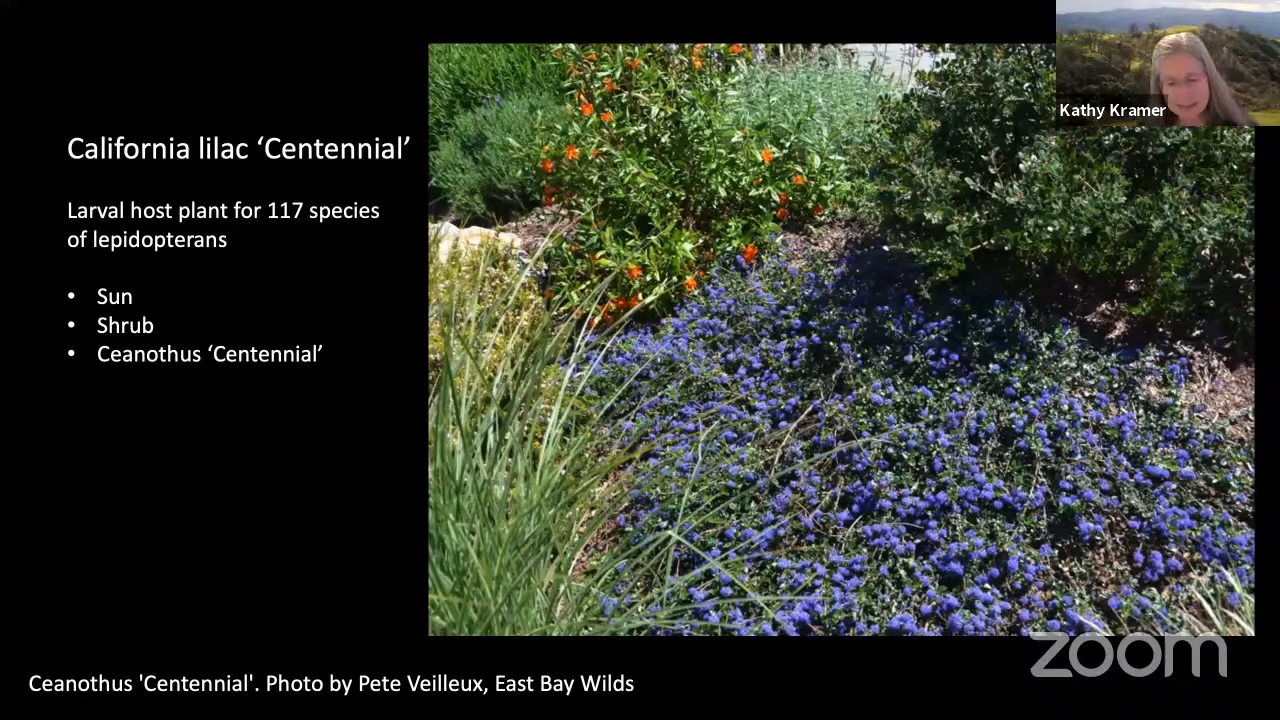 California lilac ‘Centennial’
Larval host plant for 117 species
of lepidopterans
• Sun
• Shrub
• Ceanothus ‘Centennial’
Kathy Kramer
zoom
Ceanothus 'Centennial'. Photo by Pete Veilleux, East Bay Wilds